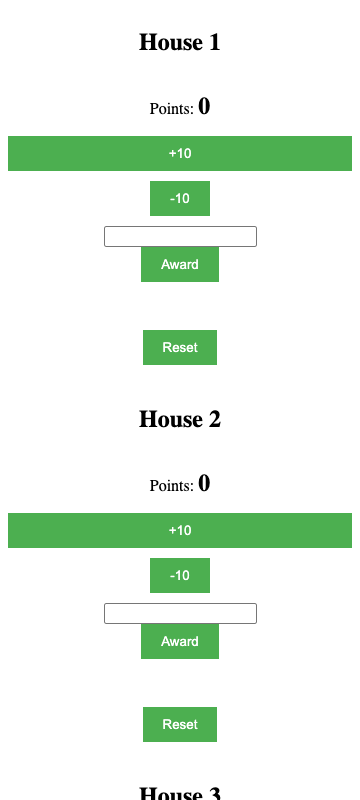 House 1
Points: 0
+10
-10
Award
Reset
House 2
Points: 0
+10
-10
Award
Reset
House 3